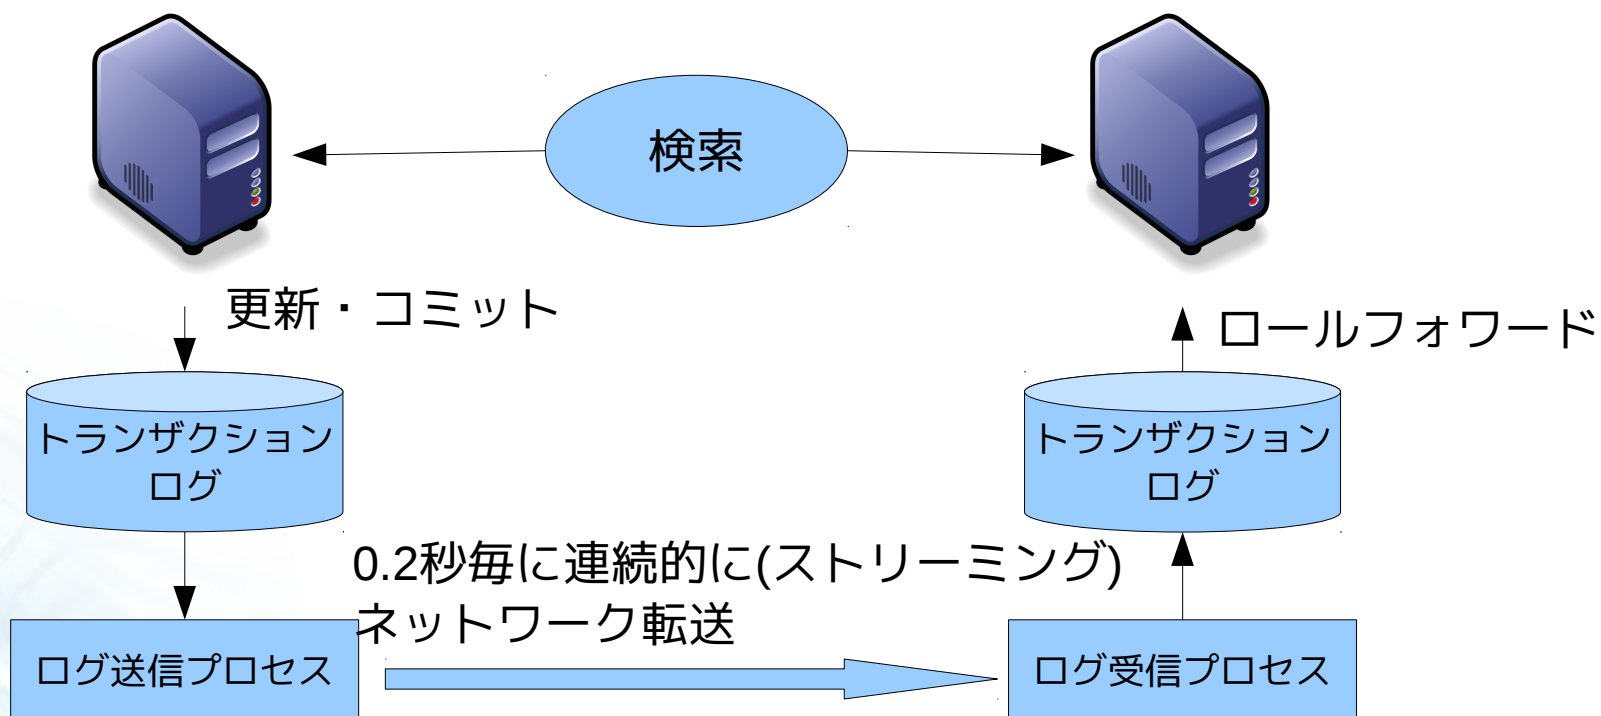 検索
更新・コミット
ロールフォワード
トランザクション
ログ
トランザクション
ログ
0.2秒毎に連続的に(ストリーミング)
ネットワーク転送
ログ送信プロセス
ログ受信プロセス